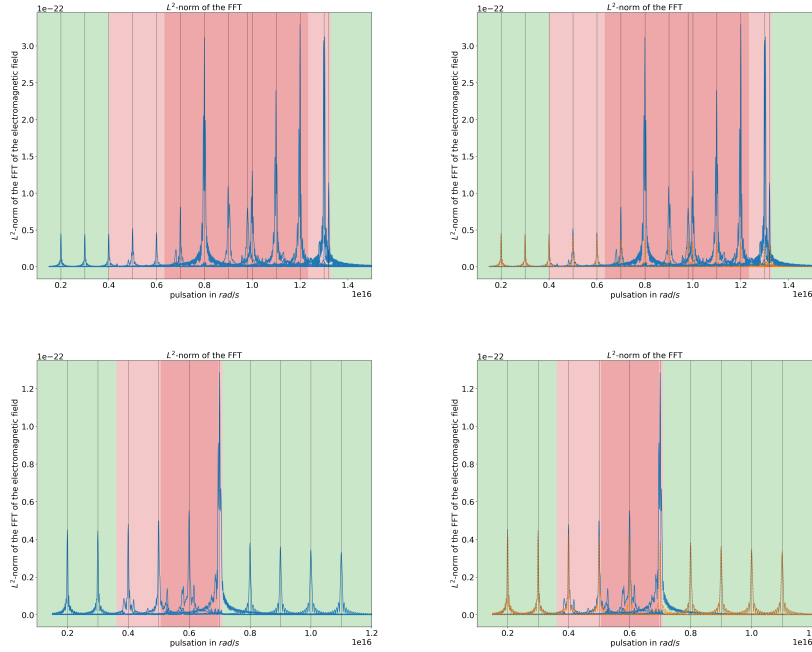 L²-norm of the FFT
1e−22
L²-norm of the FFT of the electromagnetic field
3.0
2.5
2.0
1.5
1.0
0.5
0.0
0.2 0.4 0.6 0.8 1.0 1.2 1.4
1e16
pulsation in rad/s
L²-norm of the FFT
1e−22
L²-norm of the FFT of the electromagnetic field
3.0
2.5
2.0
1.5
1.0
0.5
0.0
0.2 0.4 0.6 0.8 1.0 1.2 1.4
1e16
pulsation in rad/s
L²-norm of the FFT
1e−22
L²-norm of the FFT of the electromagnetic field
1.2
1.0
0.8
0.6
0.4
0.2
0.0
0.2 0.4 0.6 0.8 1.0 1.2
1e16
pulsation in rad/s
L²-norm of the FFT
1e−22
L²-norm of the FFT of the electromagnetic field
1.2
1.0
0.8
0.6
0.4
0.2
0.0
0.2 0.4 0.6 0.8 1.0 1.2
1e16
pulsation in rad/s